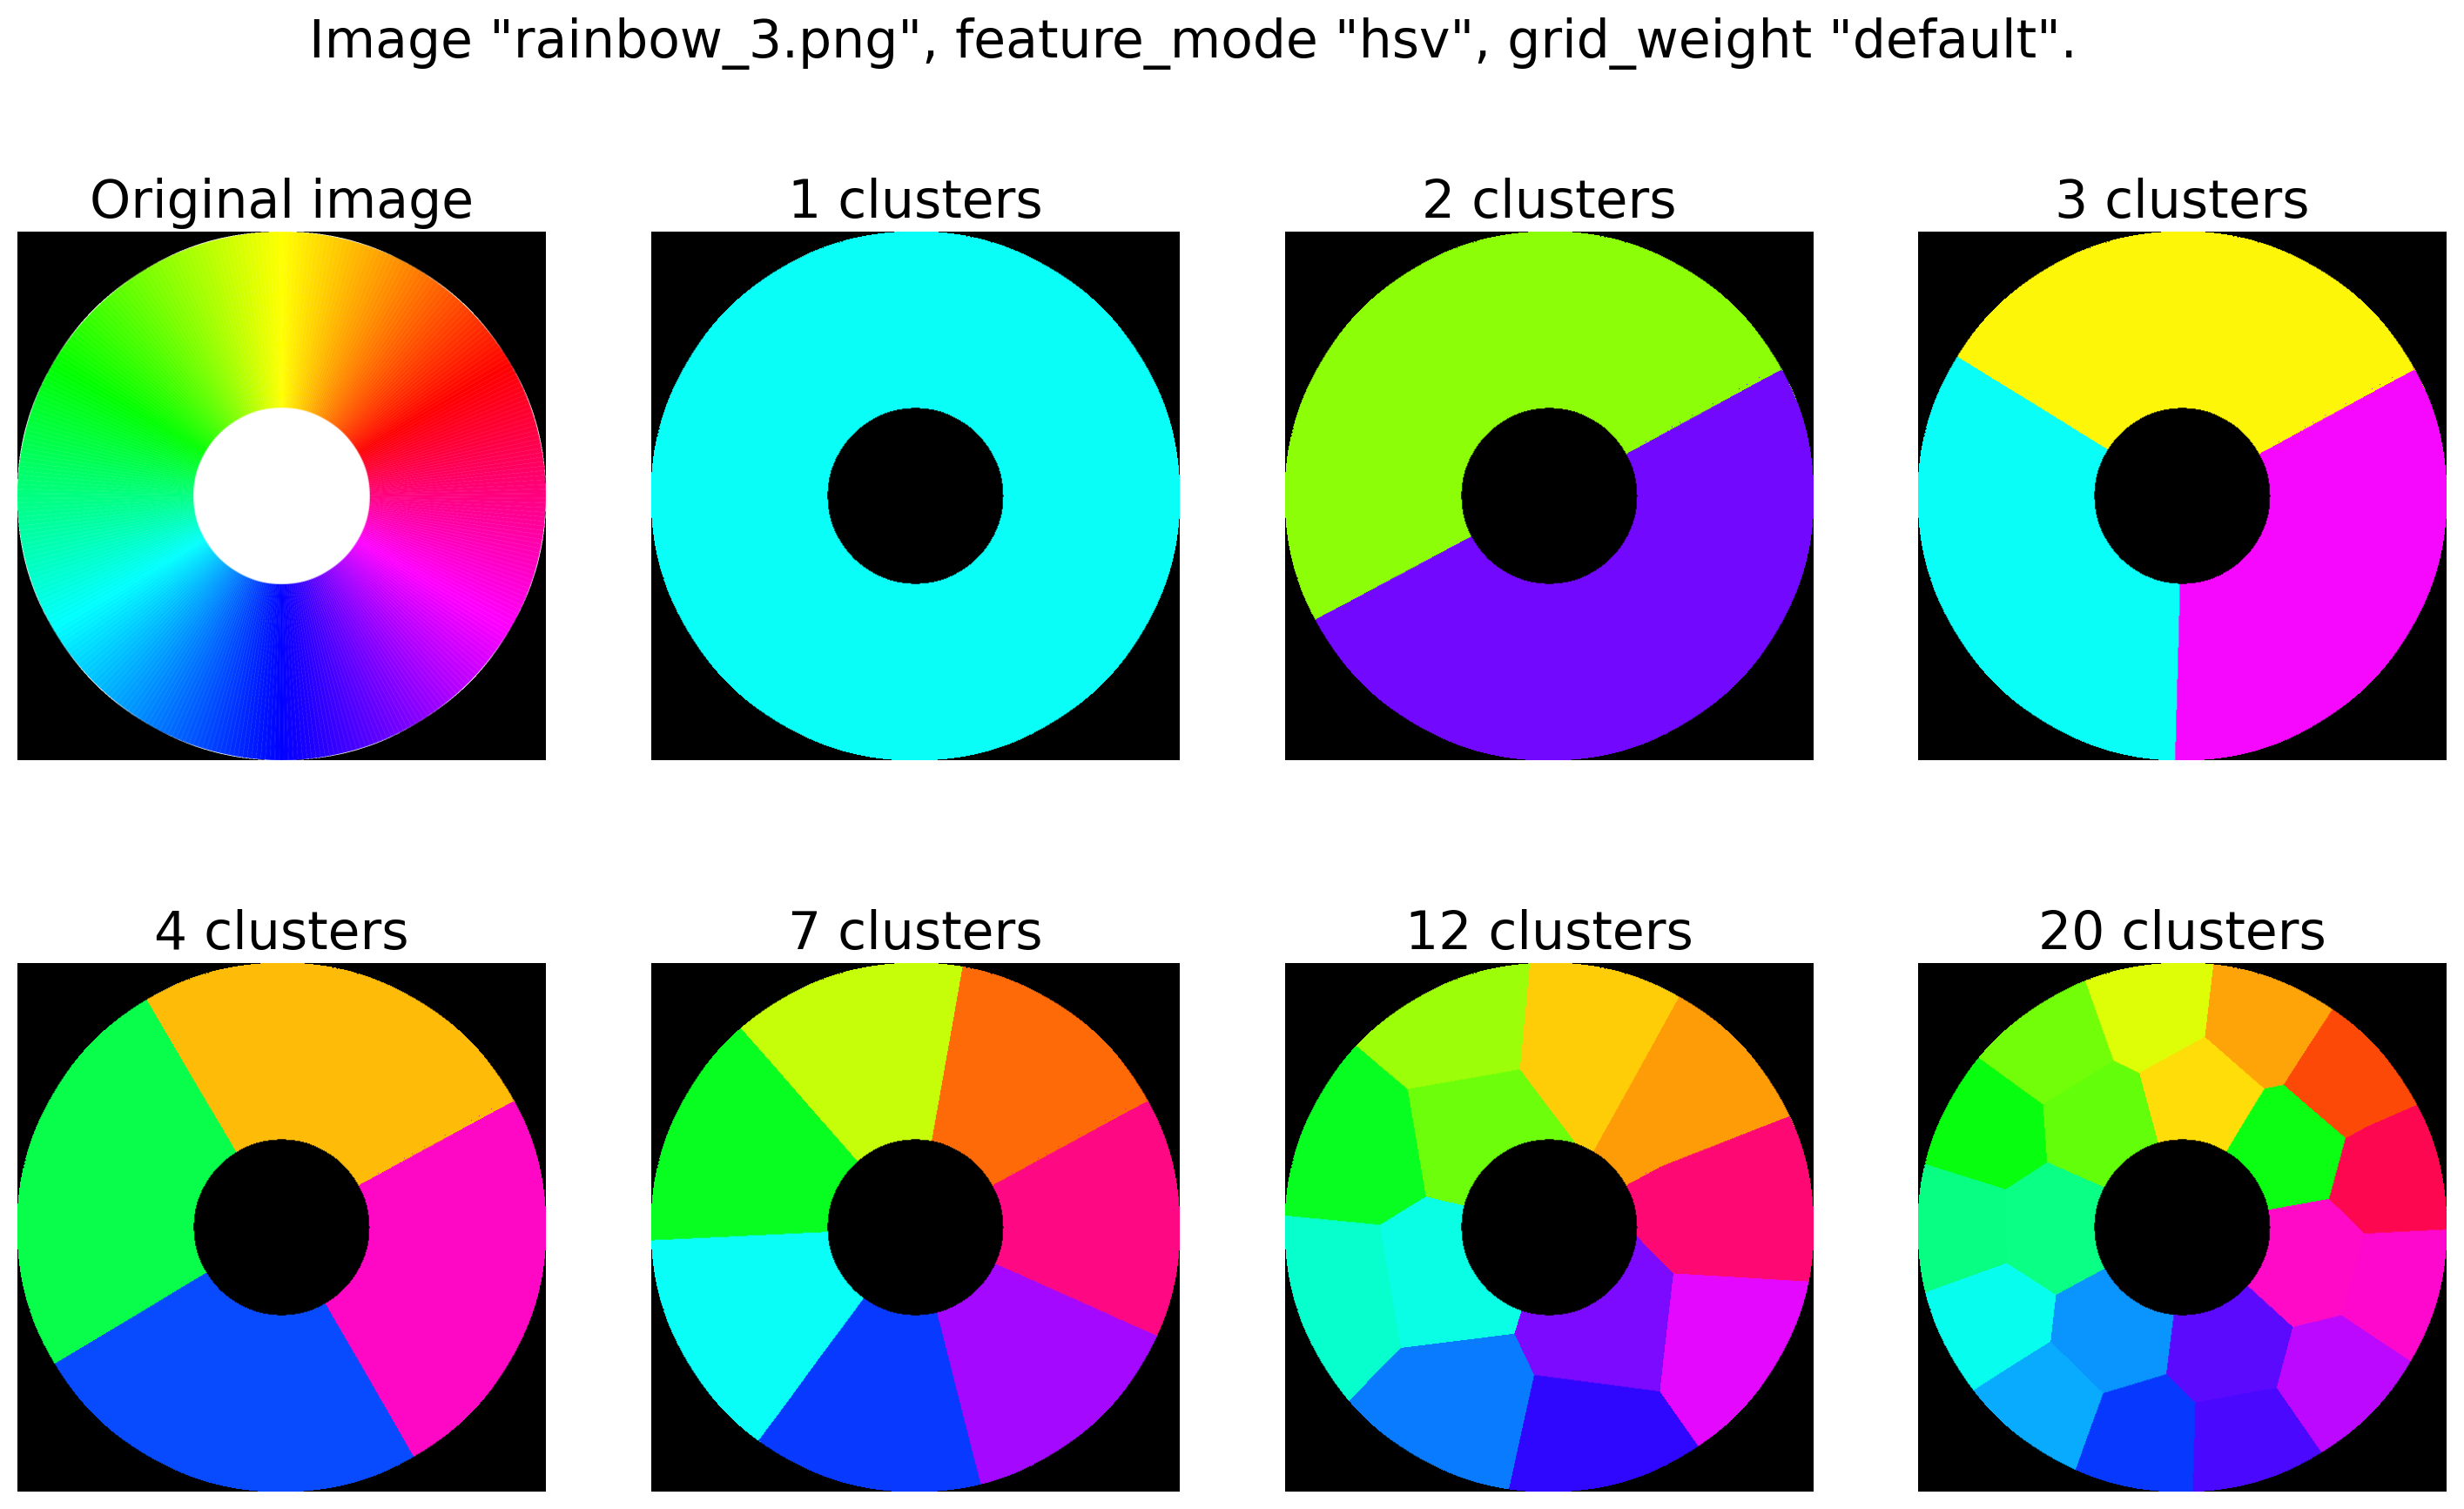 Image "rainbow_3.png", feature_mode "hsv", grid_weight "default".
Original image
1 clusters
2 clusters
3 clusters
4 clusters
7 clusters
12 clusters
20 clusters